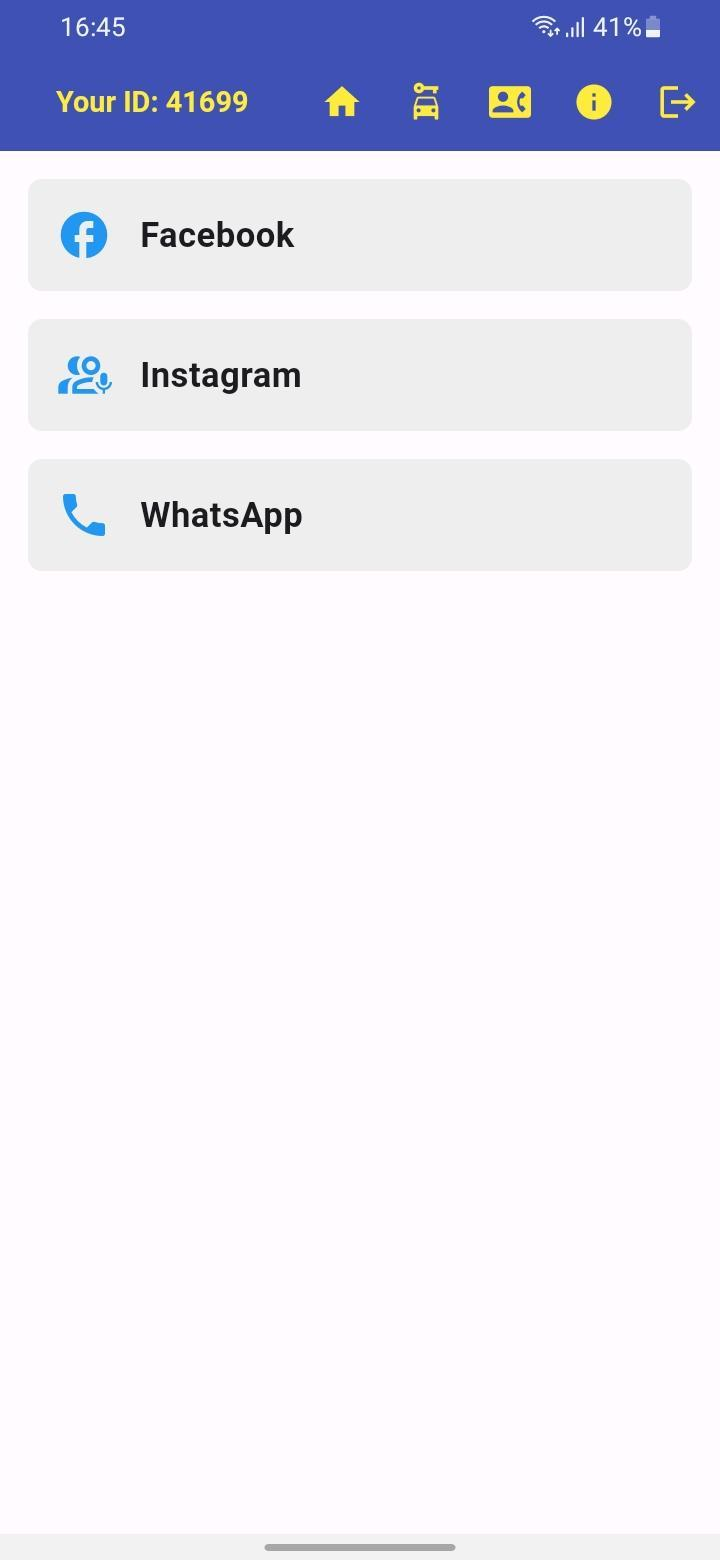 16:45
41%
Your ID: 41699
Facebook
Instagram
WhatsApp